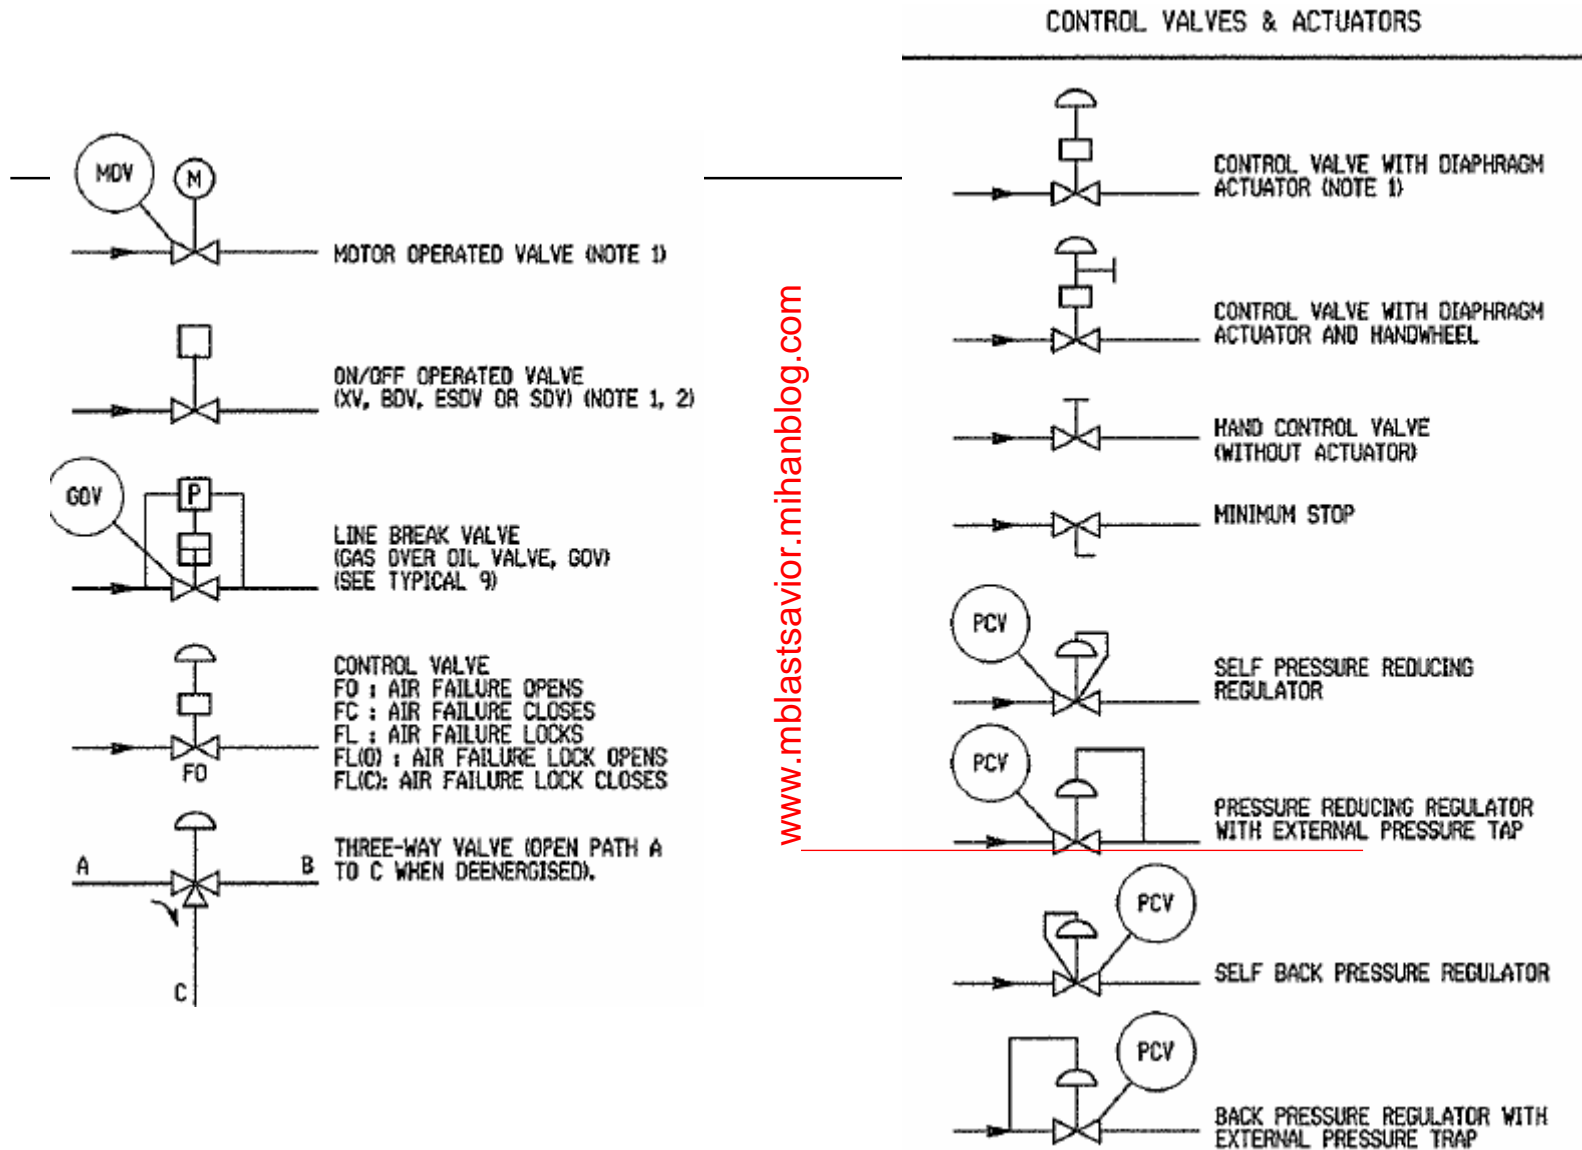 CONTROL VALVES & ACTUATORS
MOV
M
MOTOR OPERATED VALVE (NOTE 1)
ON/OFF OPERATED VALVE
(XV, BDV, ESDV OR SDV) (NOTE 1, 2)
GOV
P
LINE BREAK VALVE
(GAS OVER OIL VALVE, GOV)
(SEE TYPICAL 9)
CONTROL VALVE
FO : AIR FAILURE OPENS
FC : AIR FAILURE CLOSES
FL : AIR FAILURE LOCKS
FL(O) : AIR FAILURE LOCK OPENS
FL(C): AIR FAILURE LOCK CLOSES
FO
THREE-WAY VALVE (OPEN PATH A
TO C WHEN DEENERGISED).
A
B
C
www.mblastsavior.mihanblog.com
CONTROL VALVE WITH DIAPHRAGM
ACTUATOR (NOTE 1)
CONTROL VALVE WITH DIAPHRAGM
ACTUATOR AND HANDWHEEL
HAND CONTROL VALVE
(WITHOUT ACTUATOR)
MINIMUM STOP
PCV
SELF PRESSURE REDUCING
REGULATOR
PCV
PRESSURE REDUCING REGULATOR
WITH EXTERNAL PRESSURE TAP
PCV
SELF BACK PRESSURE REGULATOR
PCV
BACK PRESSURE REGULATOR WITH
EXTERNAL PRESSURE TRAP